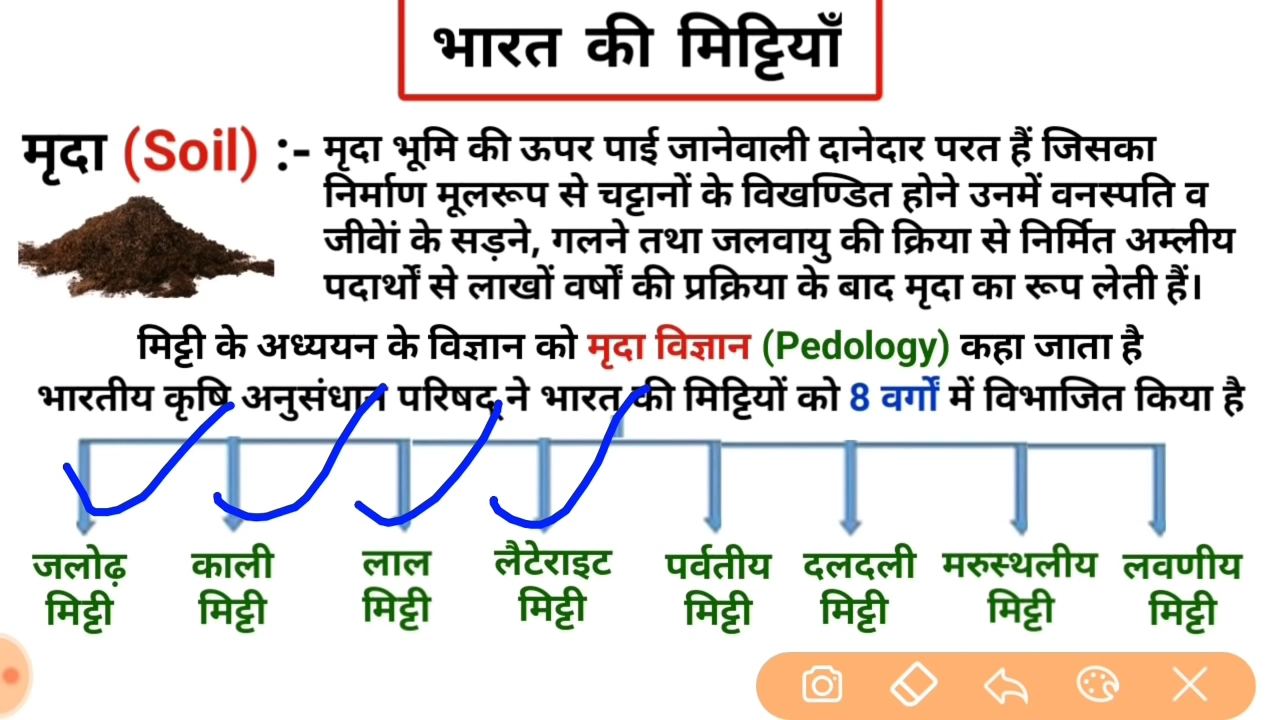 भारत की मिट्टियाँ
मृदा (Soil) :- मृदा भूमि की ऊपर पाई जानेवाली दानेदार परत हैं जिसका
निर्माण मूलरूप से चट्टानों के विखण्डित होने उनमें वनस्पति व
जीवों के सड़ने, गलने तथा जलवायु की क्रिया से निर्मित अम्लीय
पदार्थों से लाखों वर्षों की प्रक्रिया के बाद मृदा का रूप लेती हैं।
मिट्टी के अध्ययन के विज्ञान को मृदा विज्ञान (Pedology) कहा जाता है
भारतीय कृषि अनुसंधान परिषद् ने भारत की मिट्टियों को 8 वर्गों में विभाजित किया है
जलोढ़ मिट्टी
काली मिट्टी
लाल मिट्टी
लैटेराइट मिट्टी
पर्वतीय मिट्टी
दलदली मिट्टी
मरुस्थलीय मिट्टी
लवणीय मिट्टी